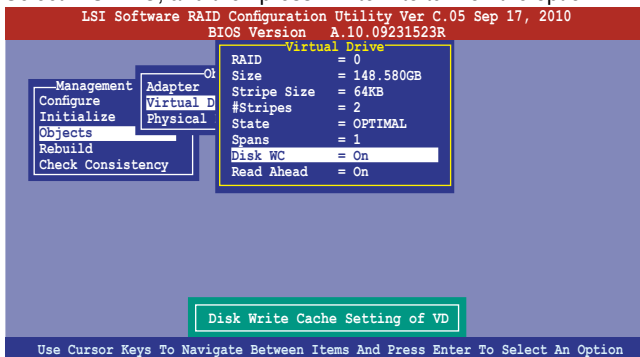 LSI Software RAID Configuration Utility Ver C.05 Sep 17, 2010
BIOS Version A.10.09231523R
Management
Configure
Initialize
Objects
Rebuild
Check Consistency
Adapter
Virtual D
Physical
Virtual Drive
RAID = 0
Size = 148.580GB
Stripe Size = 64KB
#Stripes = 2
State = OPTIMAL
Spans = 1
Disk WC = On
Read Ahead = On
Disk Write Cache Setting of VD
Use Cursor Keys To Navigate Between Items And Press Enter To Select An Option